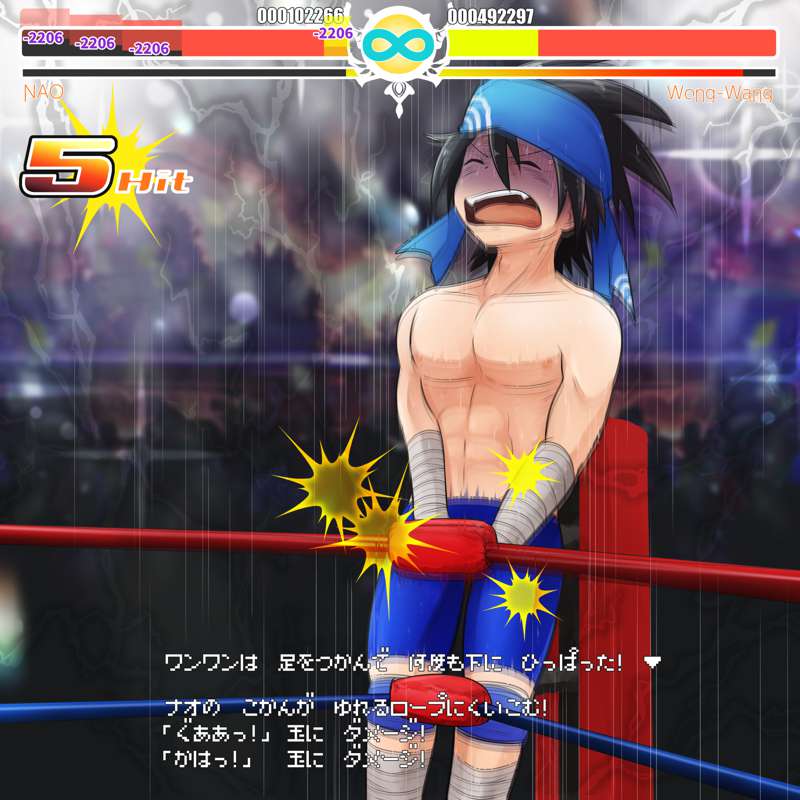 000102266 000492297
-2206 -2206 -2206 -2206
NAO Wong-Wang
5 Hit
ワンワンは 足をつかんで 何度も下に ひっぱった!
ナオの こかんが ゆれるロープにくいこむ!
「ぐああっ!」 玉に ダメージ!
「がはっ!」 玉に ダメージ!